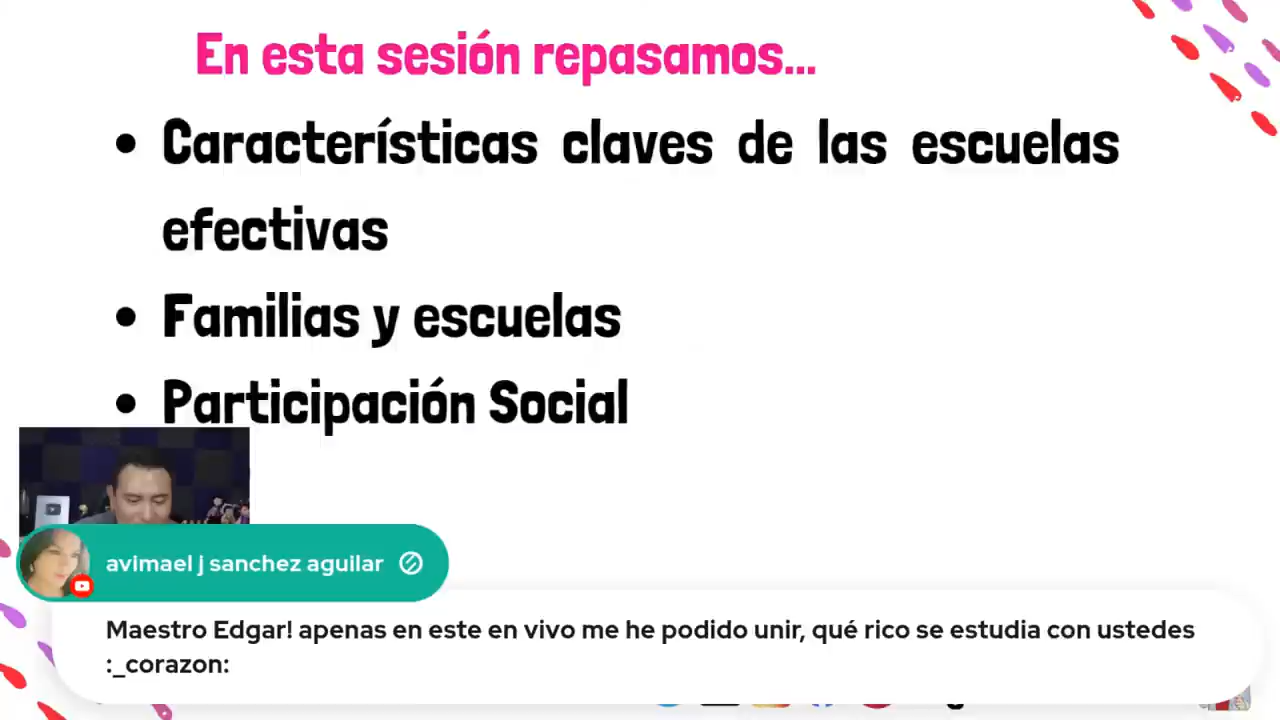 En esta sesión repasamos...
• Características claves de las escuelas
efectivas
• Familias y escuelas
• Participación Social
avimael j sanchez aguilar
Maestro Edgar! apenas en este en vivo me he podido unir, qué rico se estudia con ustedes
:_corazon: